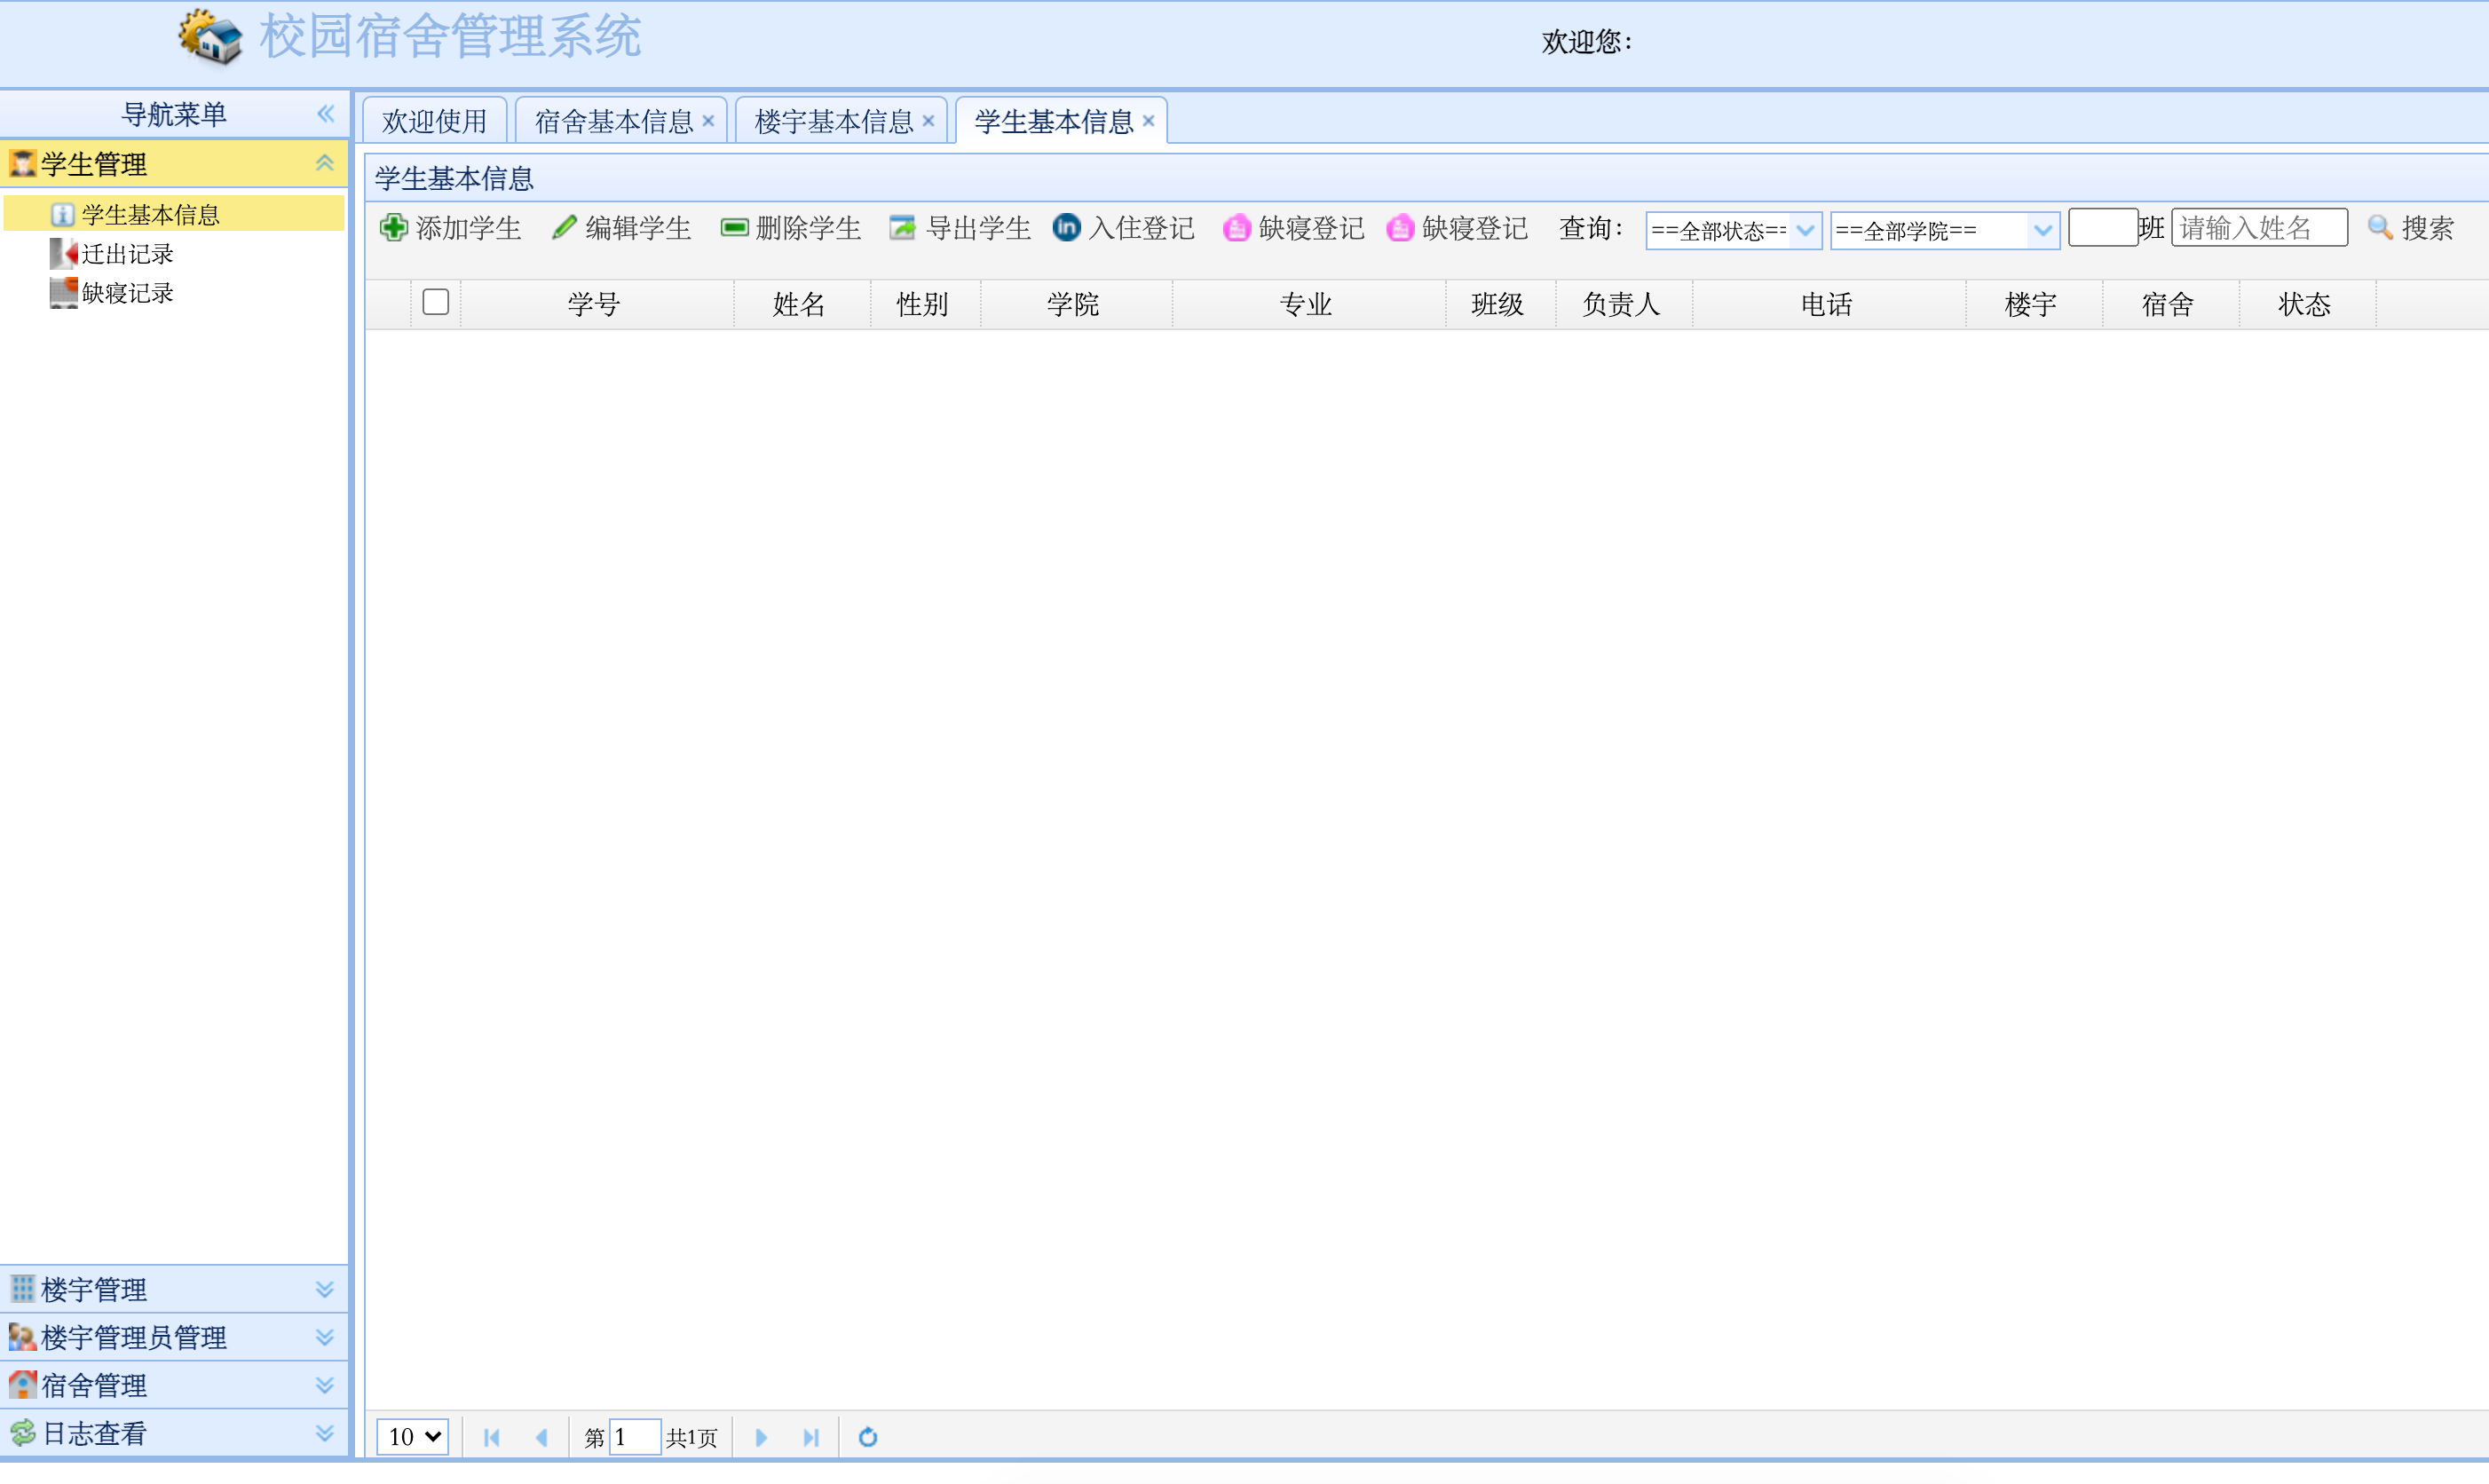 校园宿舍管理系统
欢迎您：
导航菜单
欢迎使用 宿舍基本信息 楼宇基本信息 学生基本信息
学生管理
学生基本信息
迁出记录
缺寝记录
学生基本信息
添加学生 编辑学生 删除学生 导出学生 入住登记 缺寝登记 缺寝登记 查询： ==全部状态== ==全部学院== 班 请输入姓名 搜索
学号 姓名 性别 学院 专业 班级 负责人 电话 楼宇 宿舍 状态
楼宇管理
楼宇管理员管理
宿舍管理
日志查看
10 第 1 共1页